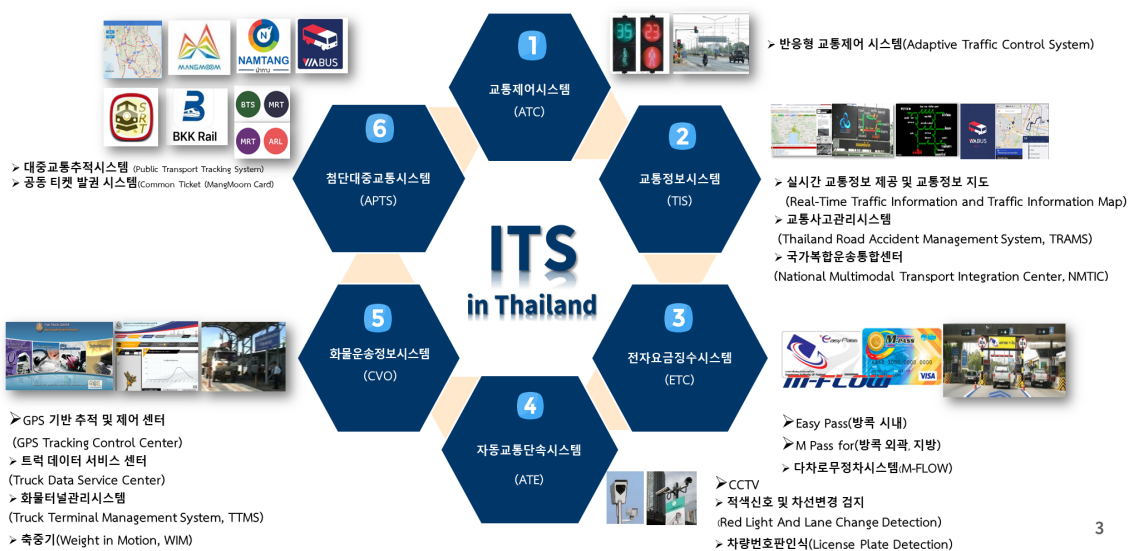 1
교통제어시스템
(ATC)
➢ 반응형 교통제어 시스템(Adaptive Traffic Control System)
35
23
2
교통정보시스템
(TIS)
WABUS
➢ 실시간 교통정보 제공 및 교통정보 지도
(Real-Time Traffic Information and Traffic Information Map)
➢ 교통사고관리시스템
(Thailand Road Accident Management System, TRAMS)
➢ 국가복합운송통합센터
(National Multimodal Transport Integration Center, NMTIC)
3
전자요금징수시스템
(ETC)
easy Pass
M-PASS
VISA
M-FLOW
➢Easy Pass(방콕 시내)
➢M Pass for(방콕 외곽, 지방)
➢ 다차로무정차시스템(M-FLOW)
4
자동교통단속시스템
(ATE)
➢CCTV
➢ 적색신호 및 차선변경 검지
(Red Light And Lane Change Detection)
➢ 차량번호판인식(License Plate Detection)
5
화물운송정보시스템
(CVO)
➢GPS 기반 추적 및 제어 센터
(GPS Tracking Control Center)
➢ 트럭 데이터 서비스 센터
(Truck Data Service Center)
➢ 화물터널관리시스템
(Truck Terminal Management System, TTMS)
➢ 축중기(Weight in Motion, WIM)
6
첨단대중교통시스템
(APTS)
MANGMOOM
N
NAMTANG
นำทาง
VIABUS
SRT
B
BKK Rail
BTS
MRT
MRT
ARL
➢ 대중교통추적시스템 (Public Transport Tracking System)
➢ 공동 티켓 발권 시스템(Common Ticket (MangMoorn Card)
ITS
in Thailand
3